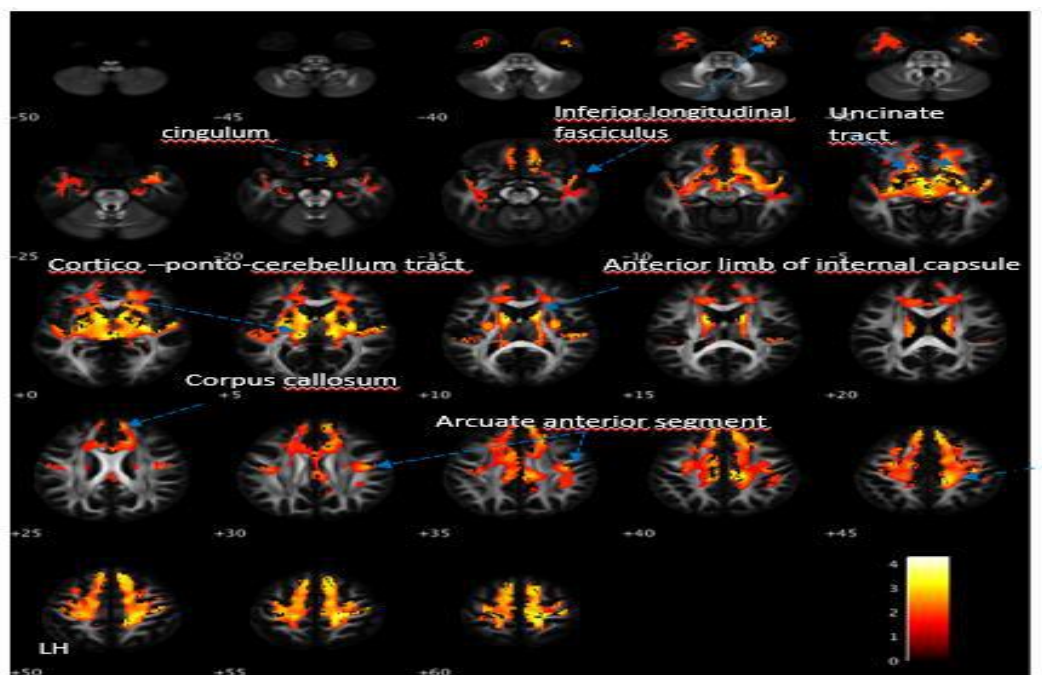 -50
-45
-40
Inferior longitudinal
fasciculus
Uncinate
tract
cingulum
-25
-20
-15
-10
Cortico –ponto-cerebellum tract
Anterior limb of internal capsule
+0
+5
+10
+15
+20
Corpus callosum
Arcuate anterior segment
+25
+30
+35
+40
+45
4
3
2
1
0
LH
+50
+55
+60